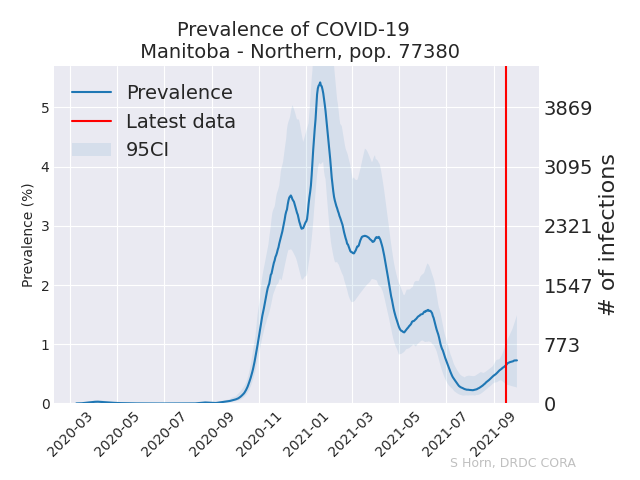 Prevalence of COVID-19
Manitoba - Northern, pop. 77380
Prevalence
Latest data
95CI
Prevalence (%)
5
4
3
2
1
0
3869
3095
2321
1547
773
0
# of infections
2020-03
2020-05
2020-07
2020-09
2020-11
2021-01
2021-03
2021-05
2021-07
2021-09
S Horn, DRDC CORA